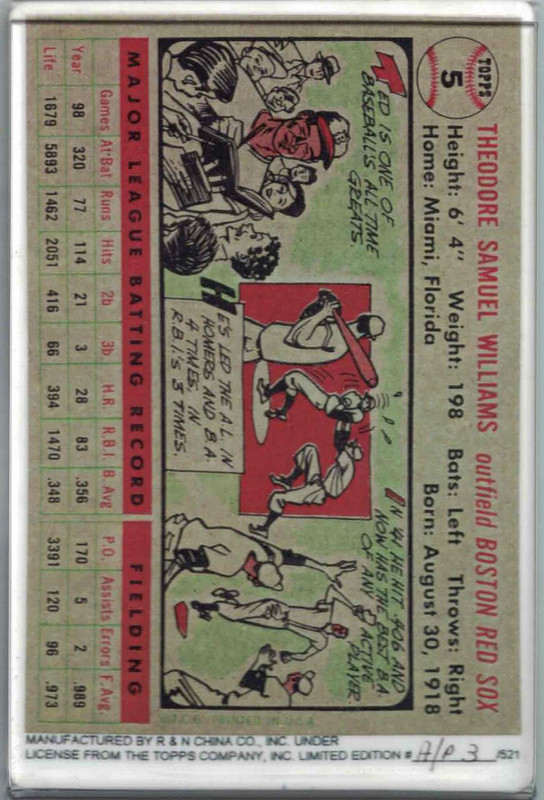 TOPPS
5
THEODORE SAMUEL WILLIAMS outfield BOSTON RED SOX
Height: 6' 4" Weight: 198 Bats: Left Throws: Right
Home: Miami, Florida Born: August 30, 1918
TED IS ONE OF
BASEBALL'S ALL TIME
GREATS.
HE'S LED THE A.L. IN
HOMERS AND B.A.
4 TIMES, IN
R.B.I.'S 3 TIMES.
IN '41, HE HIT .406 AND
NOW HAS THE BEST B.A.
OF ANY ACTIVE
PLAYER.
B
MAJOR LEAGUE BATTING RECORD FIELDING
Games At-Bat Runs Hits 2b 3b H.R. R.B.I. B.Avg. P.O. Assists Errors F.Avg.
Year 98 320 77 114 21 3 28 83 .356 170 5 2 .989
Life 1679 5893 1462 2051 416 66 394 1470 .348 3391 120 96 .973
PRINTED IN U.S.A.
MANUFACTURED BY R & N CHINA CO., INC. UNDER
LICENSE FROM THE TOPPS COMPANY, INC. LIMITED EDITION # A/P 3 /521